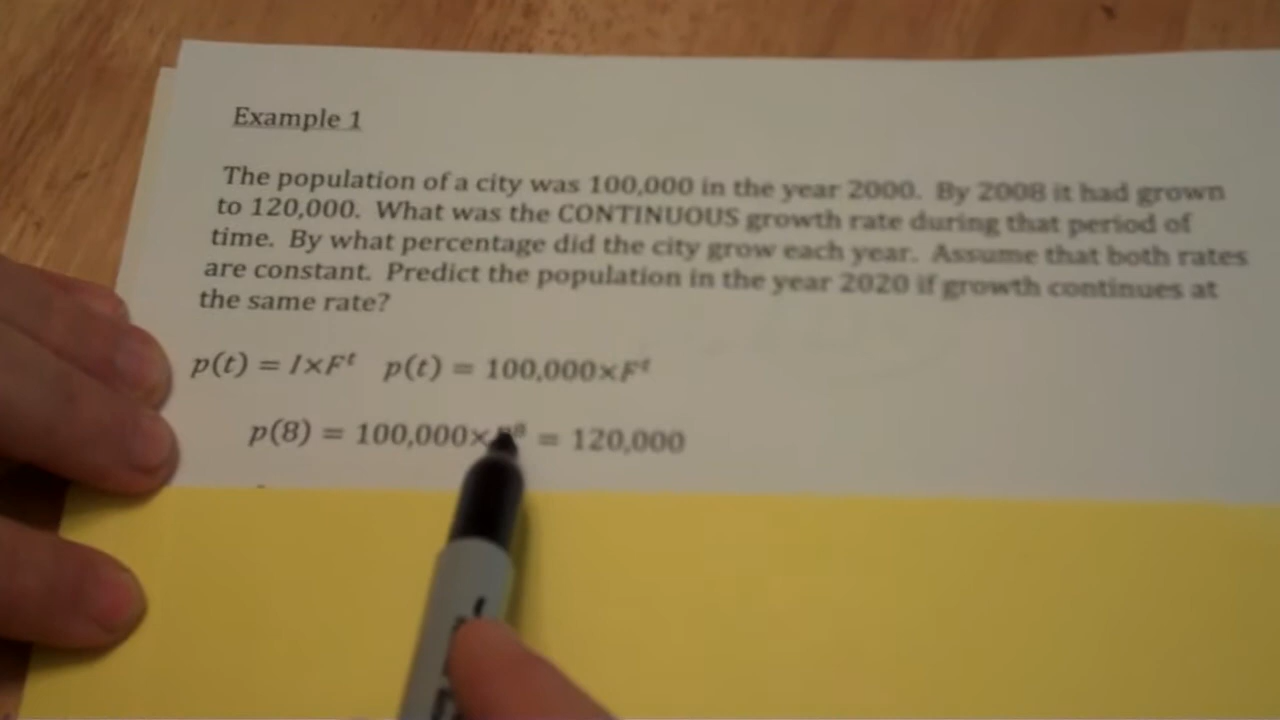 Example 1
The population of a city was 100,000 in the year 2000. By 2008 it had grown
to 120,000. What was the CONTINUOUS growth rate during that period of
time. By what percentage did the city grow each year. Assume that both rates
are constant. Predict the population in the year 2020 if growth continues at
the same rate?
p(t) = I×Fᵗ p(t) = 100,000×Fᵗ
p(8) = 100,000× ⁸ = 120,000